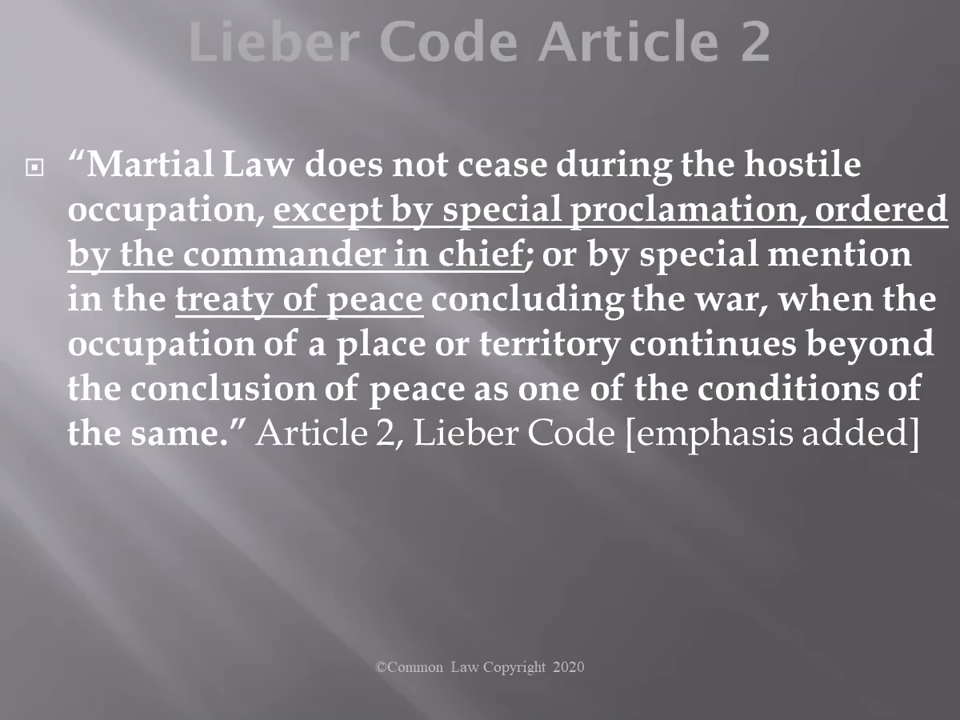 Lieber Code Article 2
“Martial Law does not cease during the hostile
occupation, except by special proclamation, ordered
by the commander in chief; or by special mention
in the treaty of peace concluding the war, when the
occupation of a place or territory continues beyond
the conclusion of peace as one of the conditions of
the same.” Article 2, Lieber Code [emphasis added]
©Common Law Copyright 2020